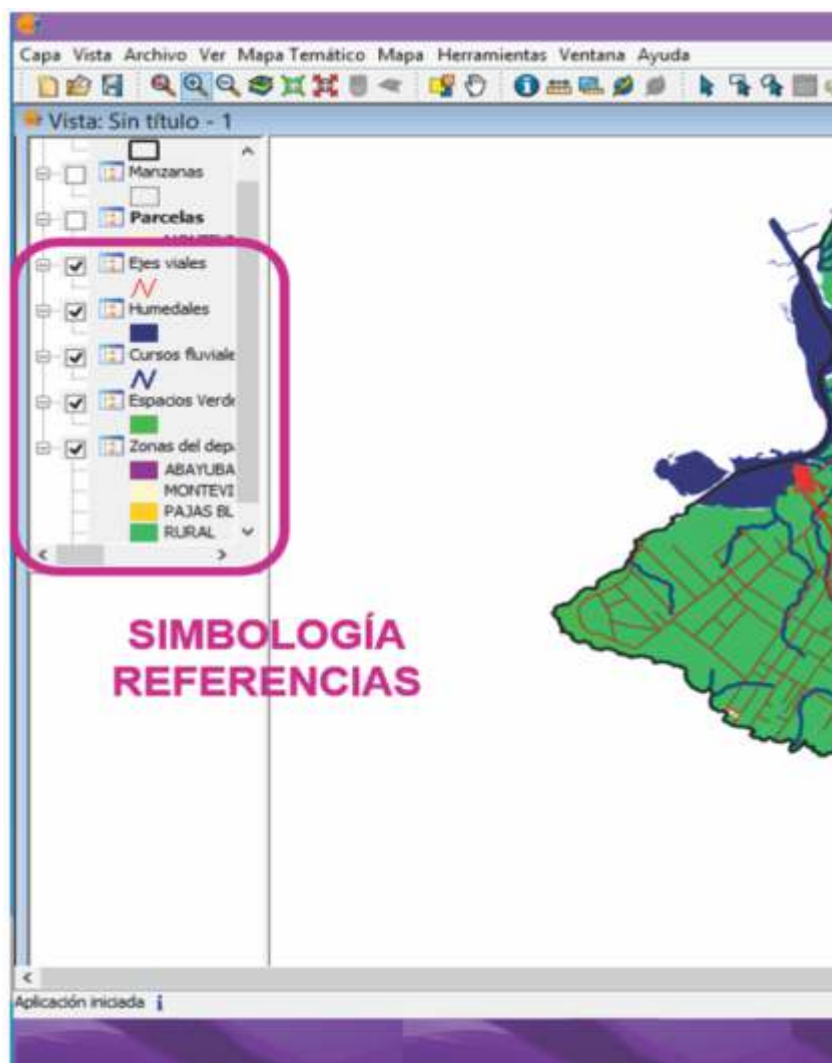 Capa Vista Archivo Ver Mapa Temático Mapa Herramientas Ventana Ayuda
Vista: Sin título - 1
Manzanas
Parcelas
Ejes viales
Humedales
Cursos fluviale
Espacios Verde
Zonas del dep
ABAYUBA
MONTEVI
PAJAS BL
RURAL
SIMBOLOGÍA
REFERENCIAS
Aplicación iniciada i